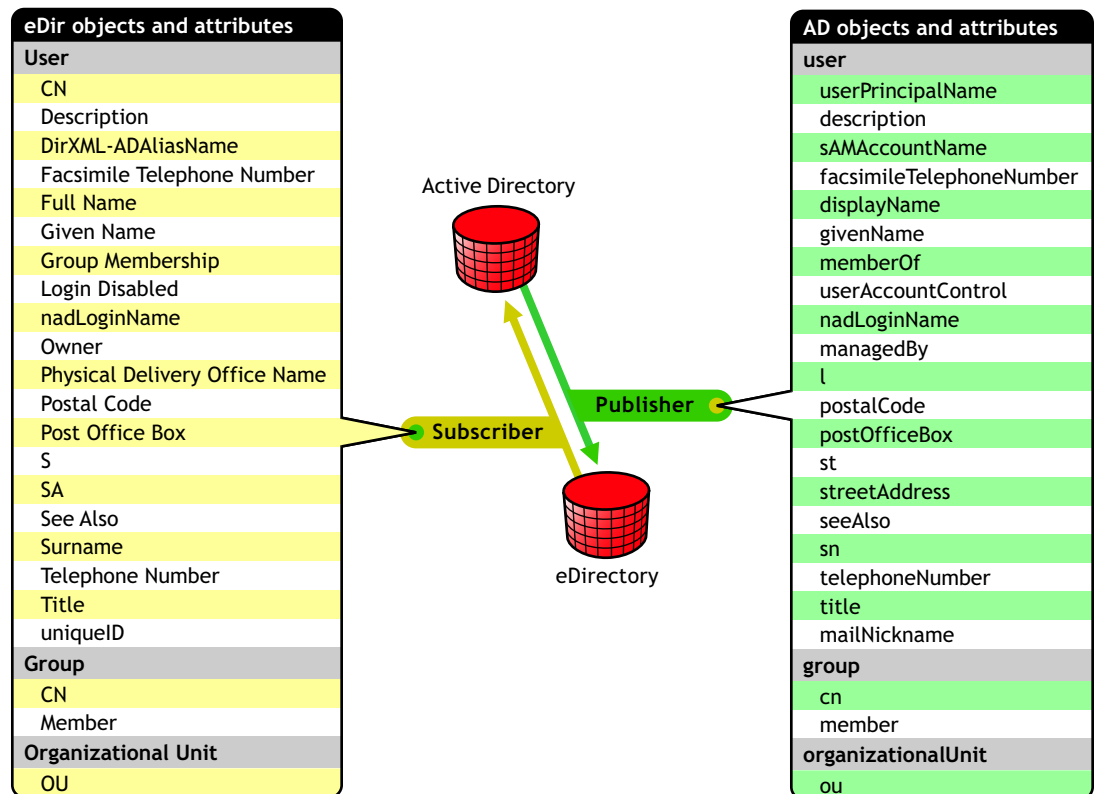 eDir objects and attributes
User
CN
Description
DirXML-ADAliasName
Facsimile Telephone Number
Full Name
Given Name
Group Membership
Login Disabled
nadLoginName
Owner
Physical Delivery Office Name
Postal Code
Post Office Box
S
SA
See Also
Surname
Telephone Number
Title
uniqueID
Group
CN
Member
Organizational Unit
OU
Active Directory
Publisher
Subscriber
eDirectory
AD objects and attributes
user
userPrincipalName
description
sAMAccountName
facsimileTelephoneNumber
displayName
givenName
memberOf
userAccountControl
nadLoginName
managedBy
l
postalCode
postOfficeBox
st
streetAddress
seeAlso
sn
telephoneNumber
title
mailNickname
group
cn
member
organizationalUnit
ou